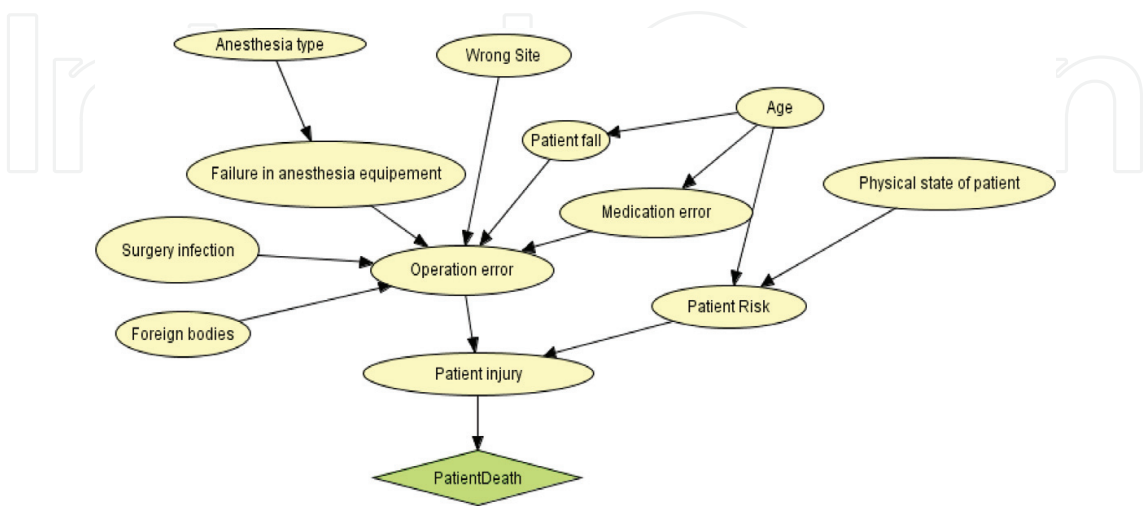 Anesthesia type
Wrong Site
Age
Patient fall
Failure in anesthesia equipement
Physical state of patient
Medication error
Surgery infection
Operation error
Patient Risk
Foreign bodies
Patient injury
PatientDeath